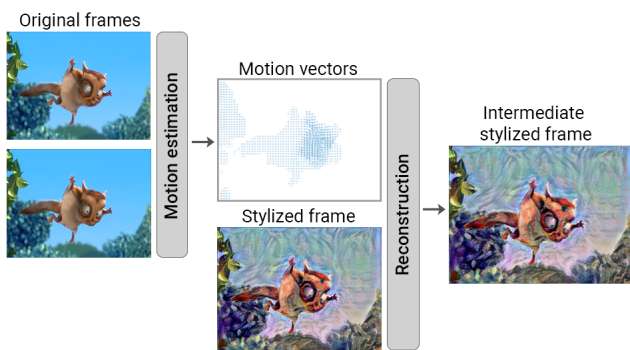 Original frames
Motion estimation
Motion vectors
Stylized frame
Reconstruction
Intermediate
stylized frame